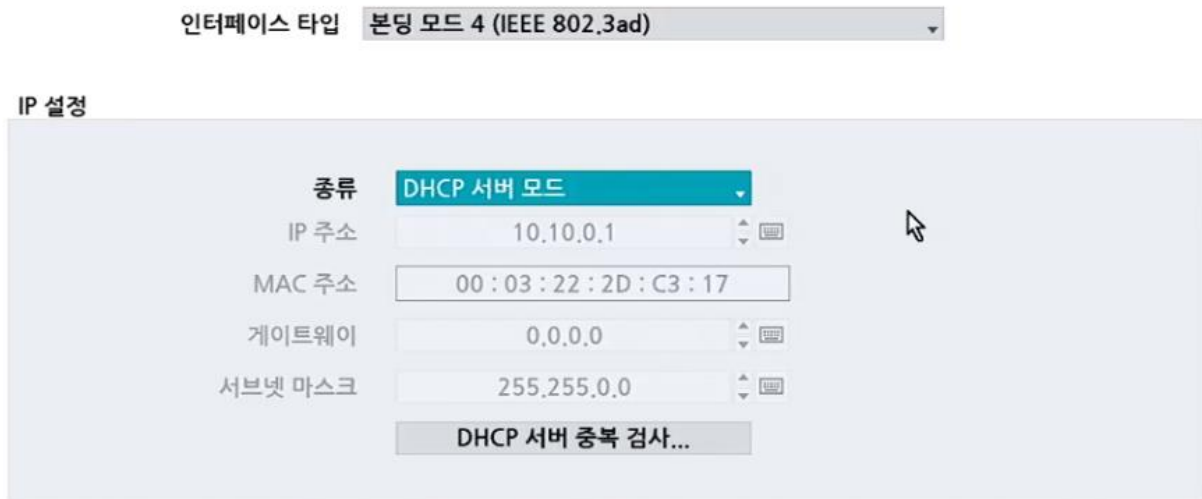 인터페이스 타입 본딩 모드 4 (IEEE 802.3ad)
IP 설정
종류 DHCP 서버 모드
IP 주소 10.10.0.1
MAC 주소 00 : 03 : 22 : 2D : C3 : 17
게이트웨이 0.0.0.0
서브넷 마스크 255.255.0.0
DHCP 서버 중복 검사...